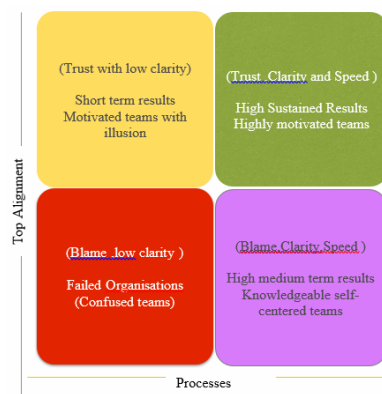 (Trust with low clarity)
Short term results
Motivated teams with
illusion
(Trust ,Clarity and Speed )
High Sustained Results
Highly motivated teams
Top Alignment
(Blame ,low clarity )
Failed Organisations
(Confused teams)
(Blame,Clarity,Speed )
High medium term results
Knowledgeable self-
centered teams
Processes